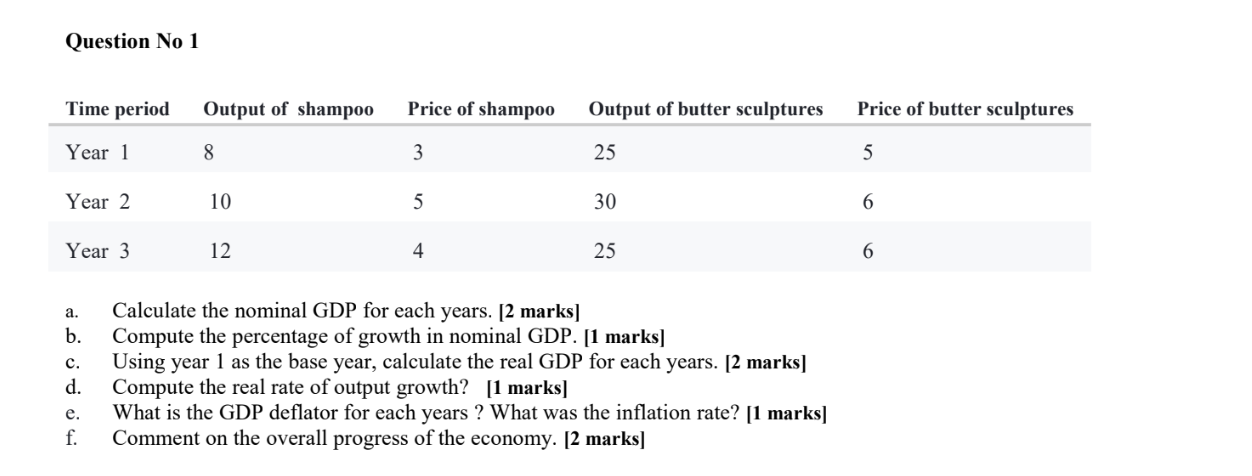 Question No 1
Time period Output of shampoo Price of shampoo Output of butter sculptures Price of butter sculptures
Year 1 8 3 25 5
Year 2 10 5 30 6
Year 3 12 4 25 6
a. Calculate the nominal GDP for each years. [2 marks]
b. Compute the percentage of growth in nominal GDP. [1 marks]
c. Using year 1 as the base year, calculate the real GDP for each years. [2 marks]
d. Compute the real rate of output growth? [1 marks]
e. What is the GDP deflator for each years ? What was the inflation rate? [1 marks]
f. Comment on the overall progress of the economy. [2 marks]